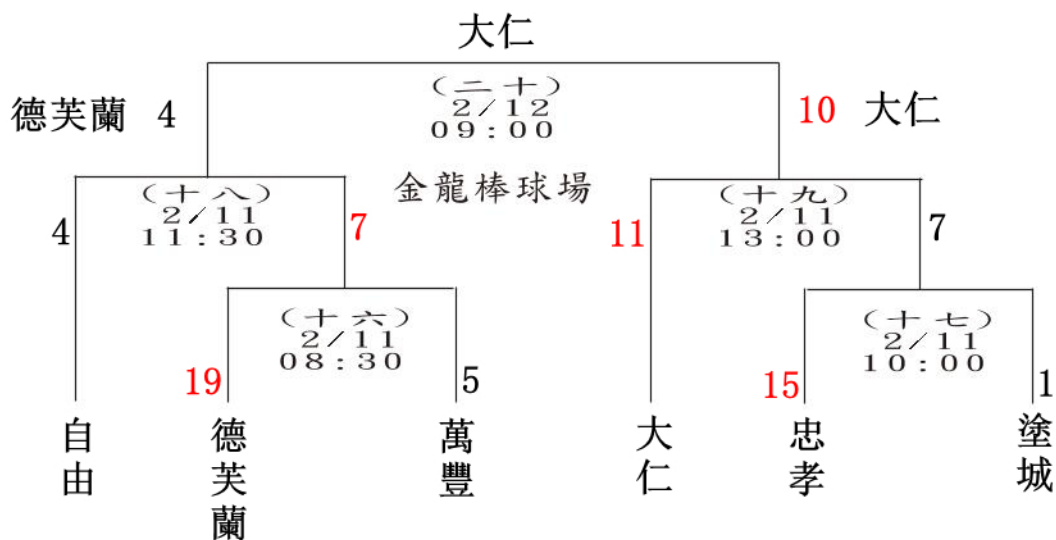 大仁
德芙蘭 4
(二十)
2/12
09:00
10 大仁
金龍棒球場
4
(十八)
2/11
11:30
7
11
(十九)
2/11
13:00
7
19
(十六)
2/11
08:30
5
15
(十七)
2/11
10:00
1
自由
德芙蘭
萬豐
大仁
忠孝
塗城